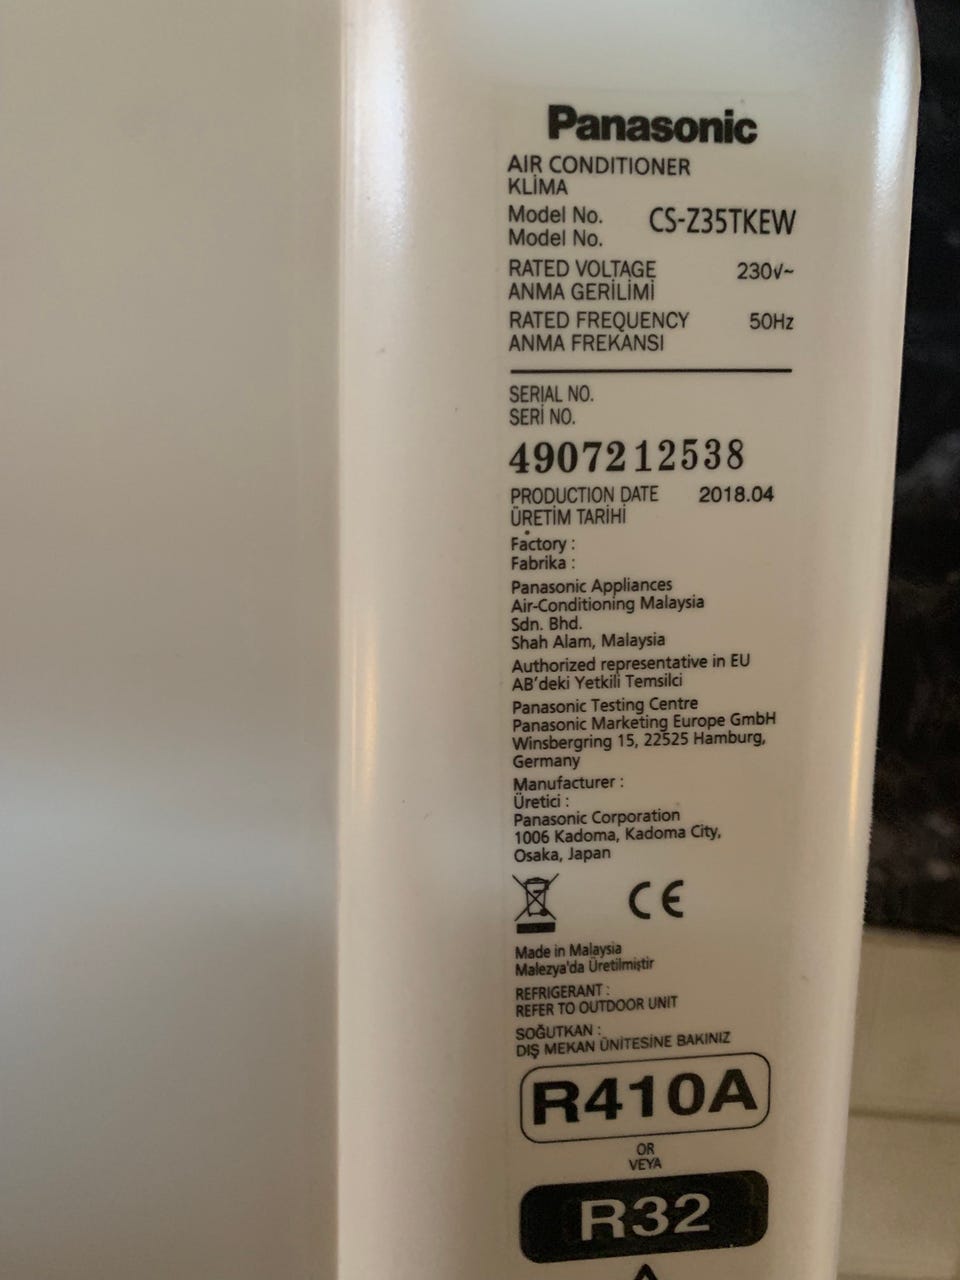 Panasonic
AIR CONDITIONER
KLİMA
Model No. CS-Z35TKEW
Model No.
RATED VOLTAGE 230V~
ANMA GERİLİMİ
RATED FREQUENCY 50Hz
ANMA FREKANSI
SERIAL NO.
SERİ NO.
4907212538
PRODUCTION DATE 2018.04
ÜRETİM TARİHİ
Factory :
Fabrika :
Panasonic Appliances
Air-Conditioning Malaysia
Sdn. Bhd.
Shah Alam, Malaysia
Authorized representative in EU
AB'deki Yetkili Temsilci
Panasonic Testing Centre
Panasonic Marketing Europe GmbH
Winsbergring 15, 22525 Hamburg,
Germany
Manufacturer :
Üretici :
Panasonic Corporation
1006 Kadoma, Kadoma City,
Osaka, Japan
CE
Made in Malaysia
Malezya'da Üretilmiştir
REFRIGERANT :
REFER TO OUTDOOR UNIT
SOĞUTKAN :
DIŞ MEKAN ÜNİTESİNE BAKINIZ
R410A
OR
VEYA
R32